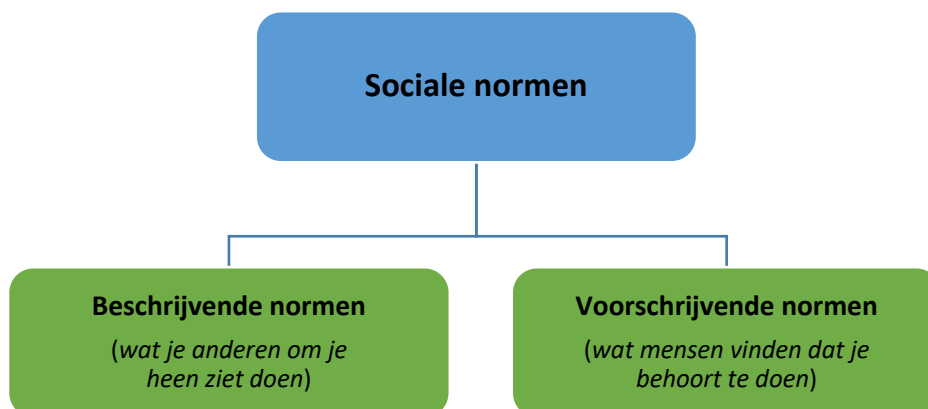 Sociale normen
Beschrijvende normen
(wat je anderen om je
heen ziet doen)
Voorschrijvende normen
(wat mensen vinden dat je
behoort te doen)